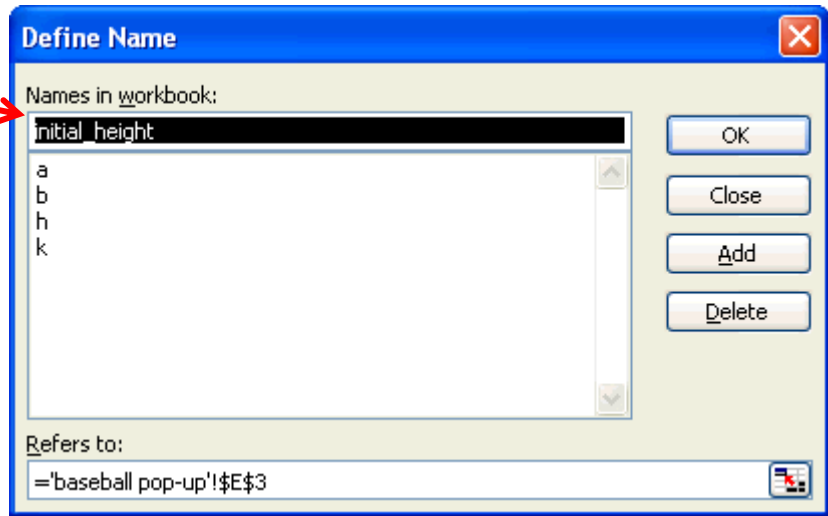 Define Name
Names in workbook:
initial_height
OK
a
b
h
k
Close
Add
Delete
Refers to:
='baseball pop-up'!$E$3